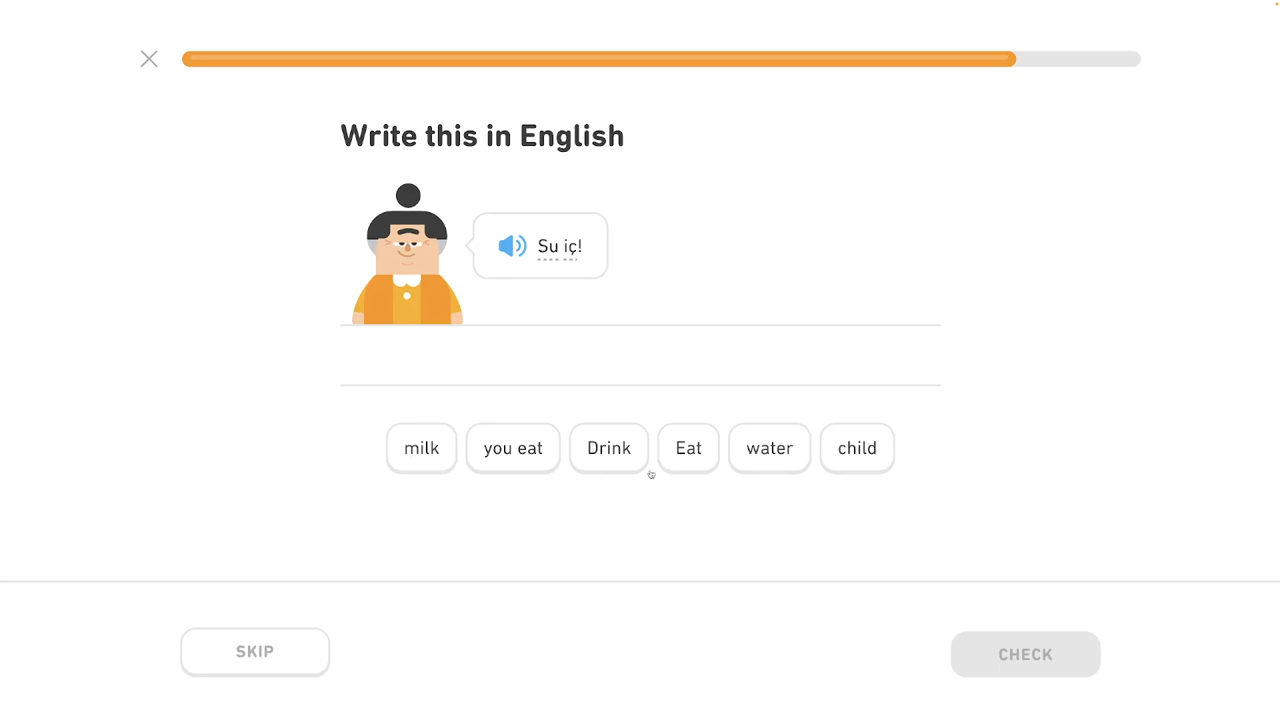 Write this in English
Su iç!
milk
you eat
Drink
Eat
water
child
SKIP
CHECK